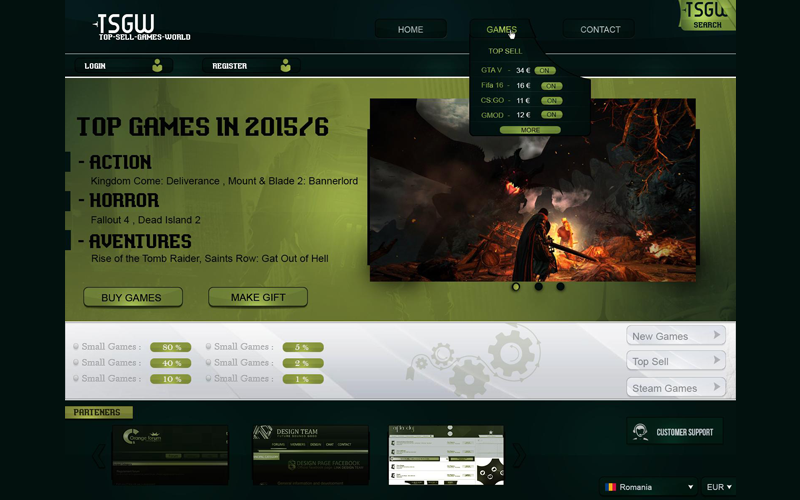 TSGW
TOP-SELL-GAMES-WORLD
HOME
GAMES
CONTACT
TSGW
SEARCH
TOP SELL
GTA V - 34 € ON
Fifa 16 - 16 € ON
CS:GO - 11 € ON
GMOD - 12 € ON
MORE
LOGIN
REGISTER
TOP GAMES IN 2015/6
- ACTION
Kingdom Come: Deliverance , Mount & Blade 2: Bannerlord
- HORROR
Fallout 4 , Dead Island 2
- AVENTURES
Rise of the Tomb Raider, Saints Row: Gat Out of Hell
BUY GAMES
MAKE GIFT
Small Games : 80 %
Small Games : 5 %
Small Games : 40 %
Small Games : 2 %
Small Games : 10 %
Small Games : 1 %
New Games
Top Sell
Steam Games
PARTENERS
DESIGN TEAM
DESIGN PAGE FACEBOOK
CUSTOMER SUPPORT
Romania
EUR